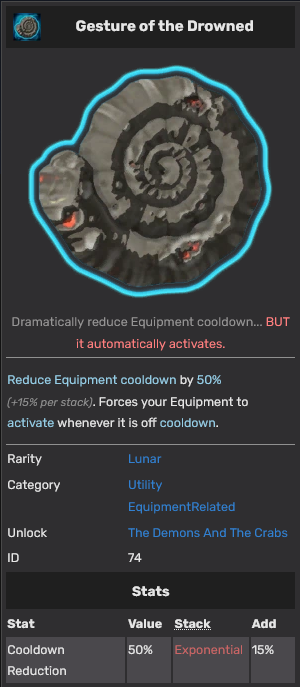 Gesture of the Drowned
Dramatically reduce Equipment cooldown... BUT
it automatically activates.
Reduce Equipment cooldown by 50%
(+15% per stack). Forces your Equipment to
activate whenever it is off cooldown.
Rarity Lunar
Category Utility
EquipmentRelated
Unlock The Demons And The Crabs
ID 74
Stats
Stat Value Stack Add
Cooldown 50% Exponential 15%
Reduction